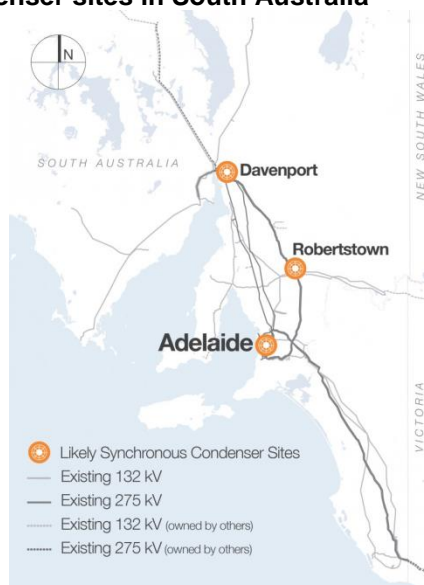 enser sites in South Australia
N
NEW SOUTH WALES
SOUTH AUSTRALIA
Davenport
Robertstown
Adelaide
VICTORIA
Likely Synchronous Condenser Sites
Existing 132 kV
Existing 275 kV
Existing 132 kV (owned by others)
Existing 275 kV (owned by others)